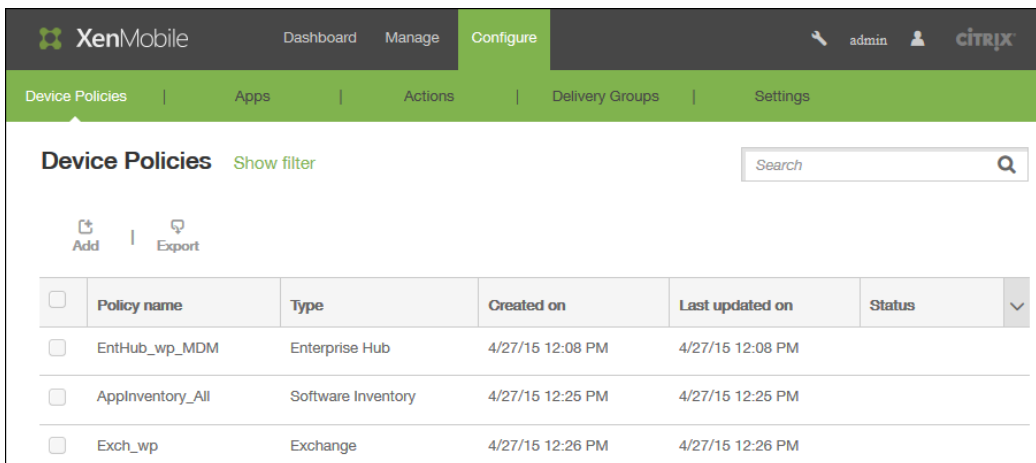 XenMobile Dashboard Manage Configure admin CITRIX
Device Policies | Apps | Actions | Delivery Groups | Settings
Device Policies Show filter Search
Add | Export
Policy name Type Created on Last updated on Status
EntHub_wp_MDM Enterprise Hub 4/27/15 12:08 PM 4/27/15 12:08 PM
AppInventory_All Software Inventory 4/27/15 12:25 PM 4/27/15 12:25 PM
Exch_wp Exchange 4/27/15 12:26 PM 4/27/15 12:26 PM